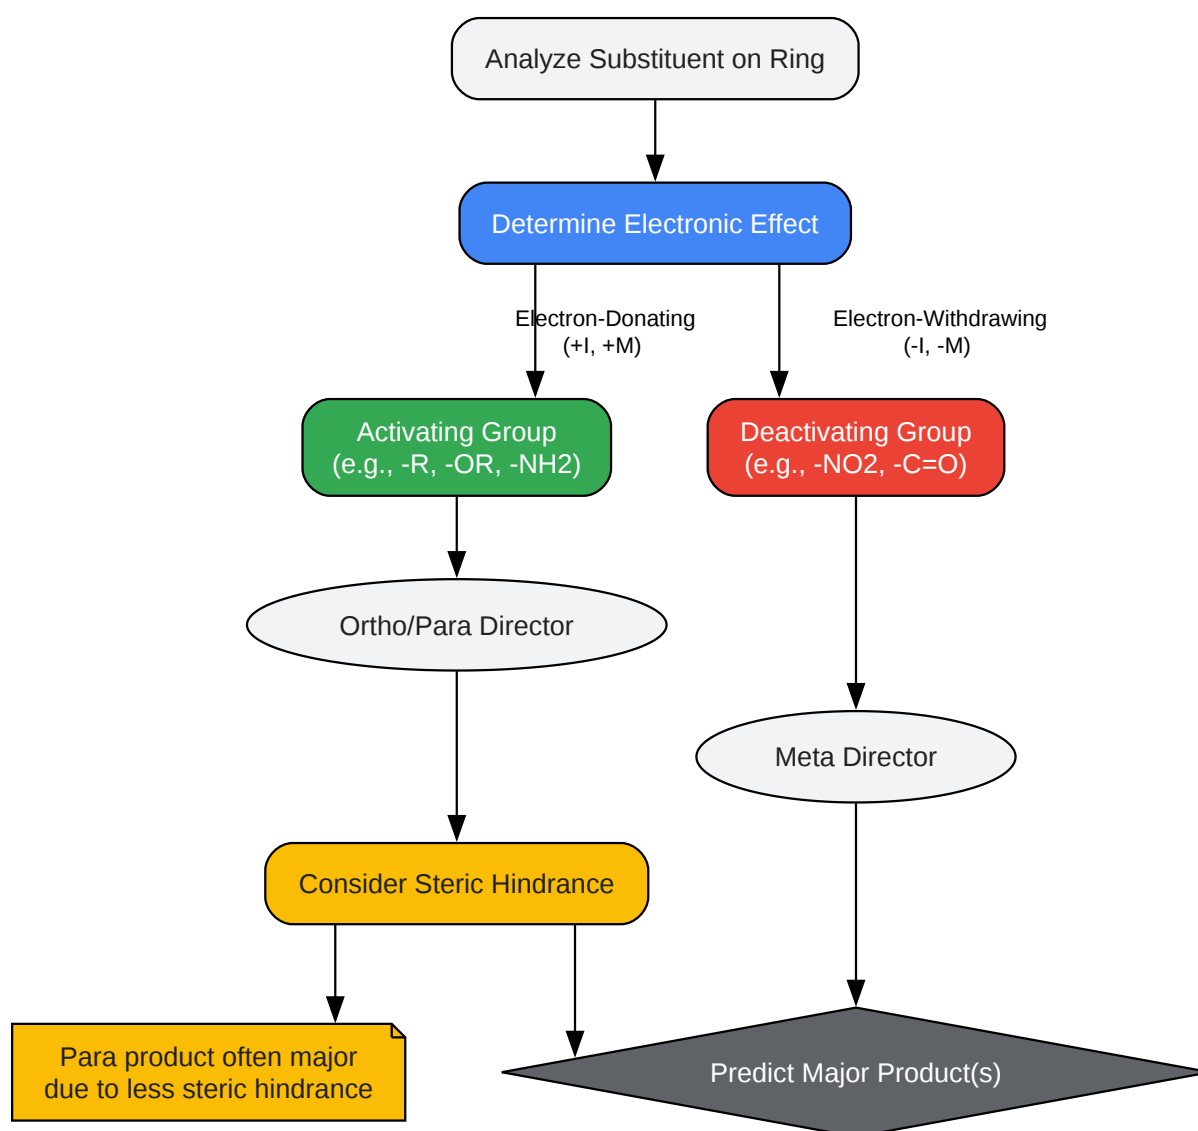 Analyze Substituent on Ring
Determine Electronic Effect
Electron-Donating
(+I, +M)
Electron-Withdrawing
(-I, -M)
Activating Group
(e.g., -R, -OR, -NH2)
Deactivating Group
(e.g., -NO2, -C=O)
Ortho/Para Director
Meta Director
Consider Steric Hindrance
Para product often major
due to less steric hindrance
Predict Major Product(s)